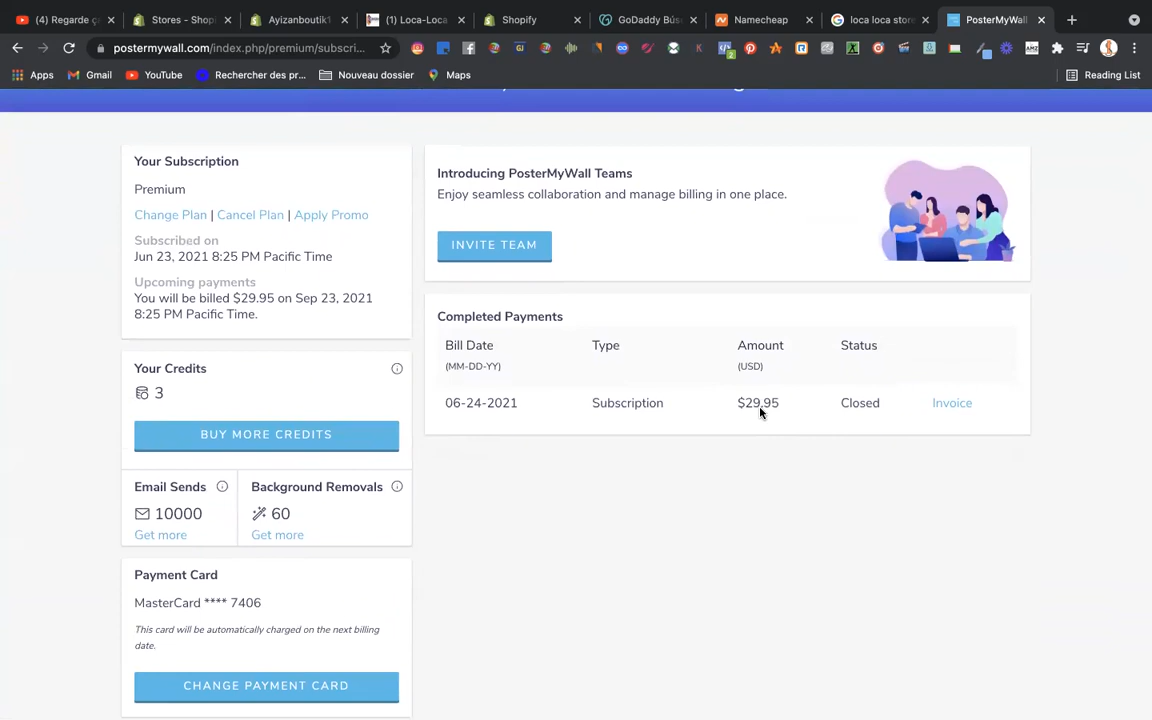 (4) Regarde ç
Stores - Shopi
Ayizanboutik1
(1) Loca-Loca
Shopify
GoDaddy Bús
Namecheap
loca loca store
PosterMyWall
postermywall.com/index.php/premium/subscri...
Apps
Gmail
YouTube
Rechercher des pr...
Nouveau dossier
Maps
Reading List
Your Subscription
Premium
Change Plan | Cancel Plan | Apply Promo
Subscribed on
Jun 23, 2021 8:25 PM Pacific Time
Upcoming payments
You will be billed $29.95 on Sep 23, 2021
8:25 PM Pacific Time.
Your Credits
3
BUY MORE CREDITS
Email Sends
10000
Get more
Background Removals
60
Get more
Payment Card
MasterCard **** 7406
This card will be automatically charged on the next billing
date.
CHANGE PAYMENT CARD
Introducing PosterMyWall Teams
Enjoy seamless collaboration and manage billing in one place.
INVITE TEAM
Completed Payments
Bill Date Type Amount Status
(MM-DD-YY) (USD)
06-24-2021 Subscription $29.95 Closed Invoice